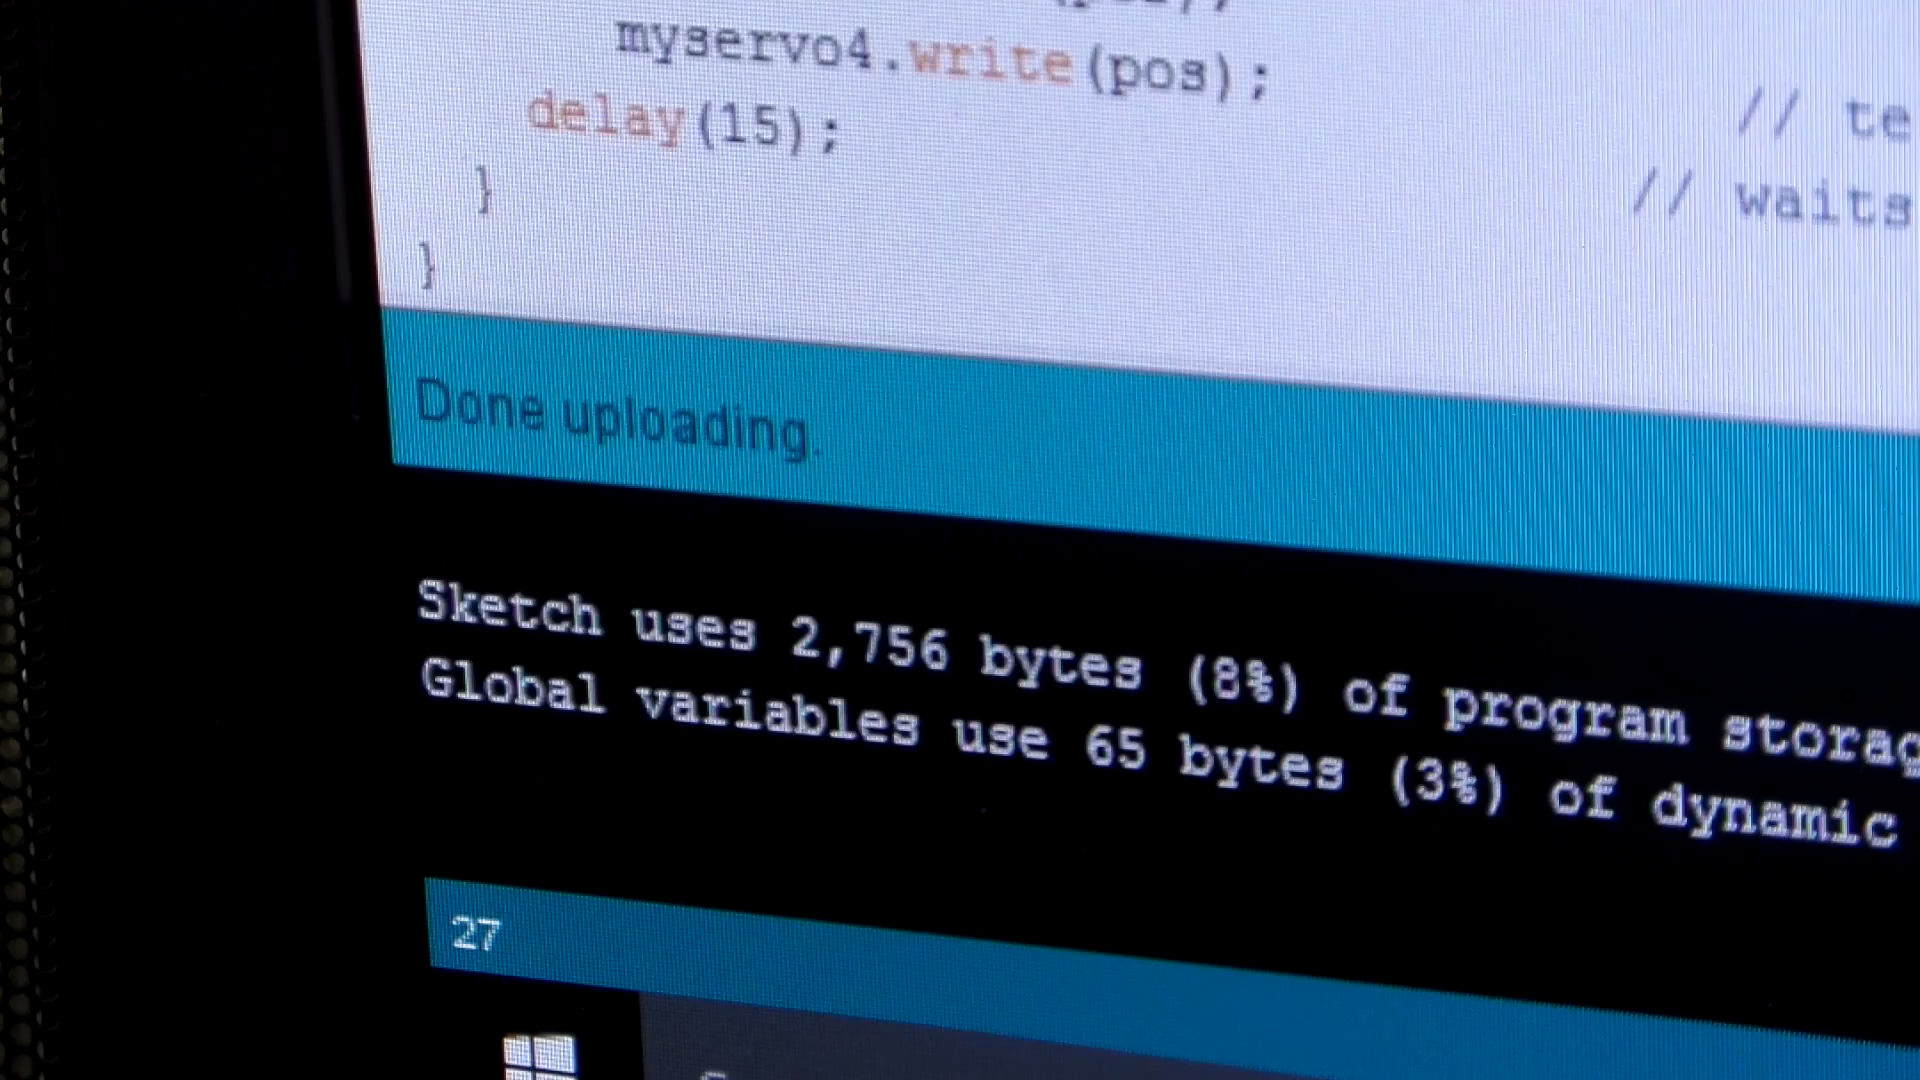 myservo4.write(pos);
delay(15); // te
} // waits
}
Done uploading.
Sketch uses 2,756 bytes (8%) of program storag
Global variables use 65 bytes (3%) of dynamic
27